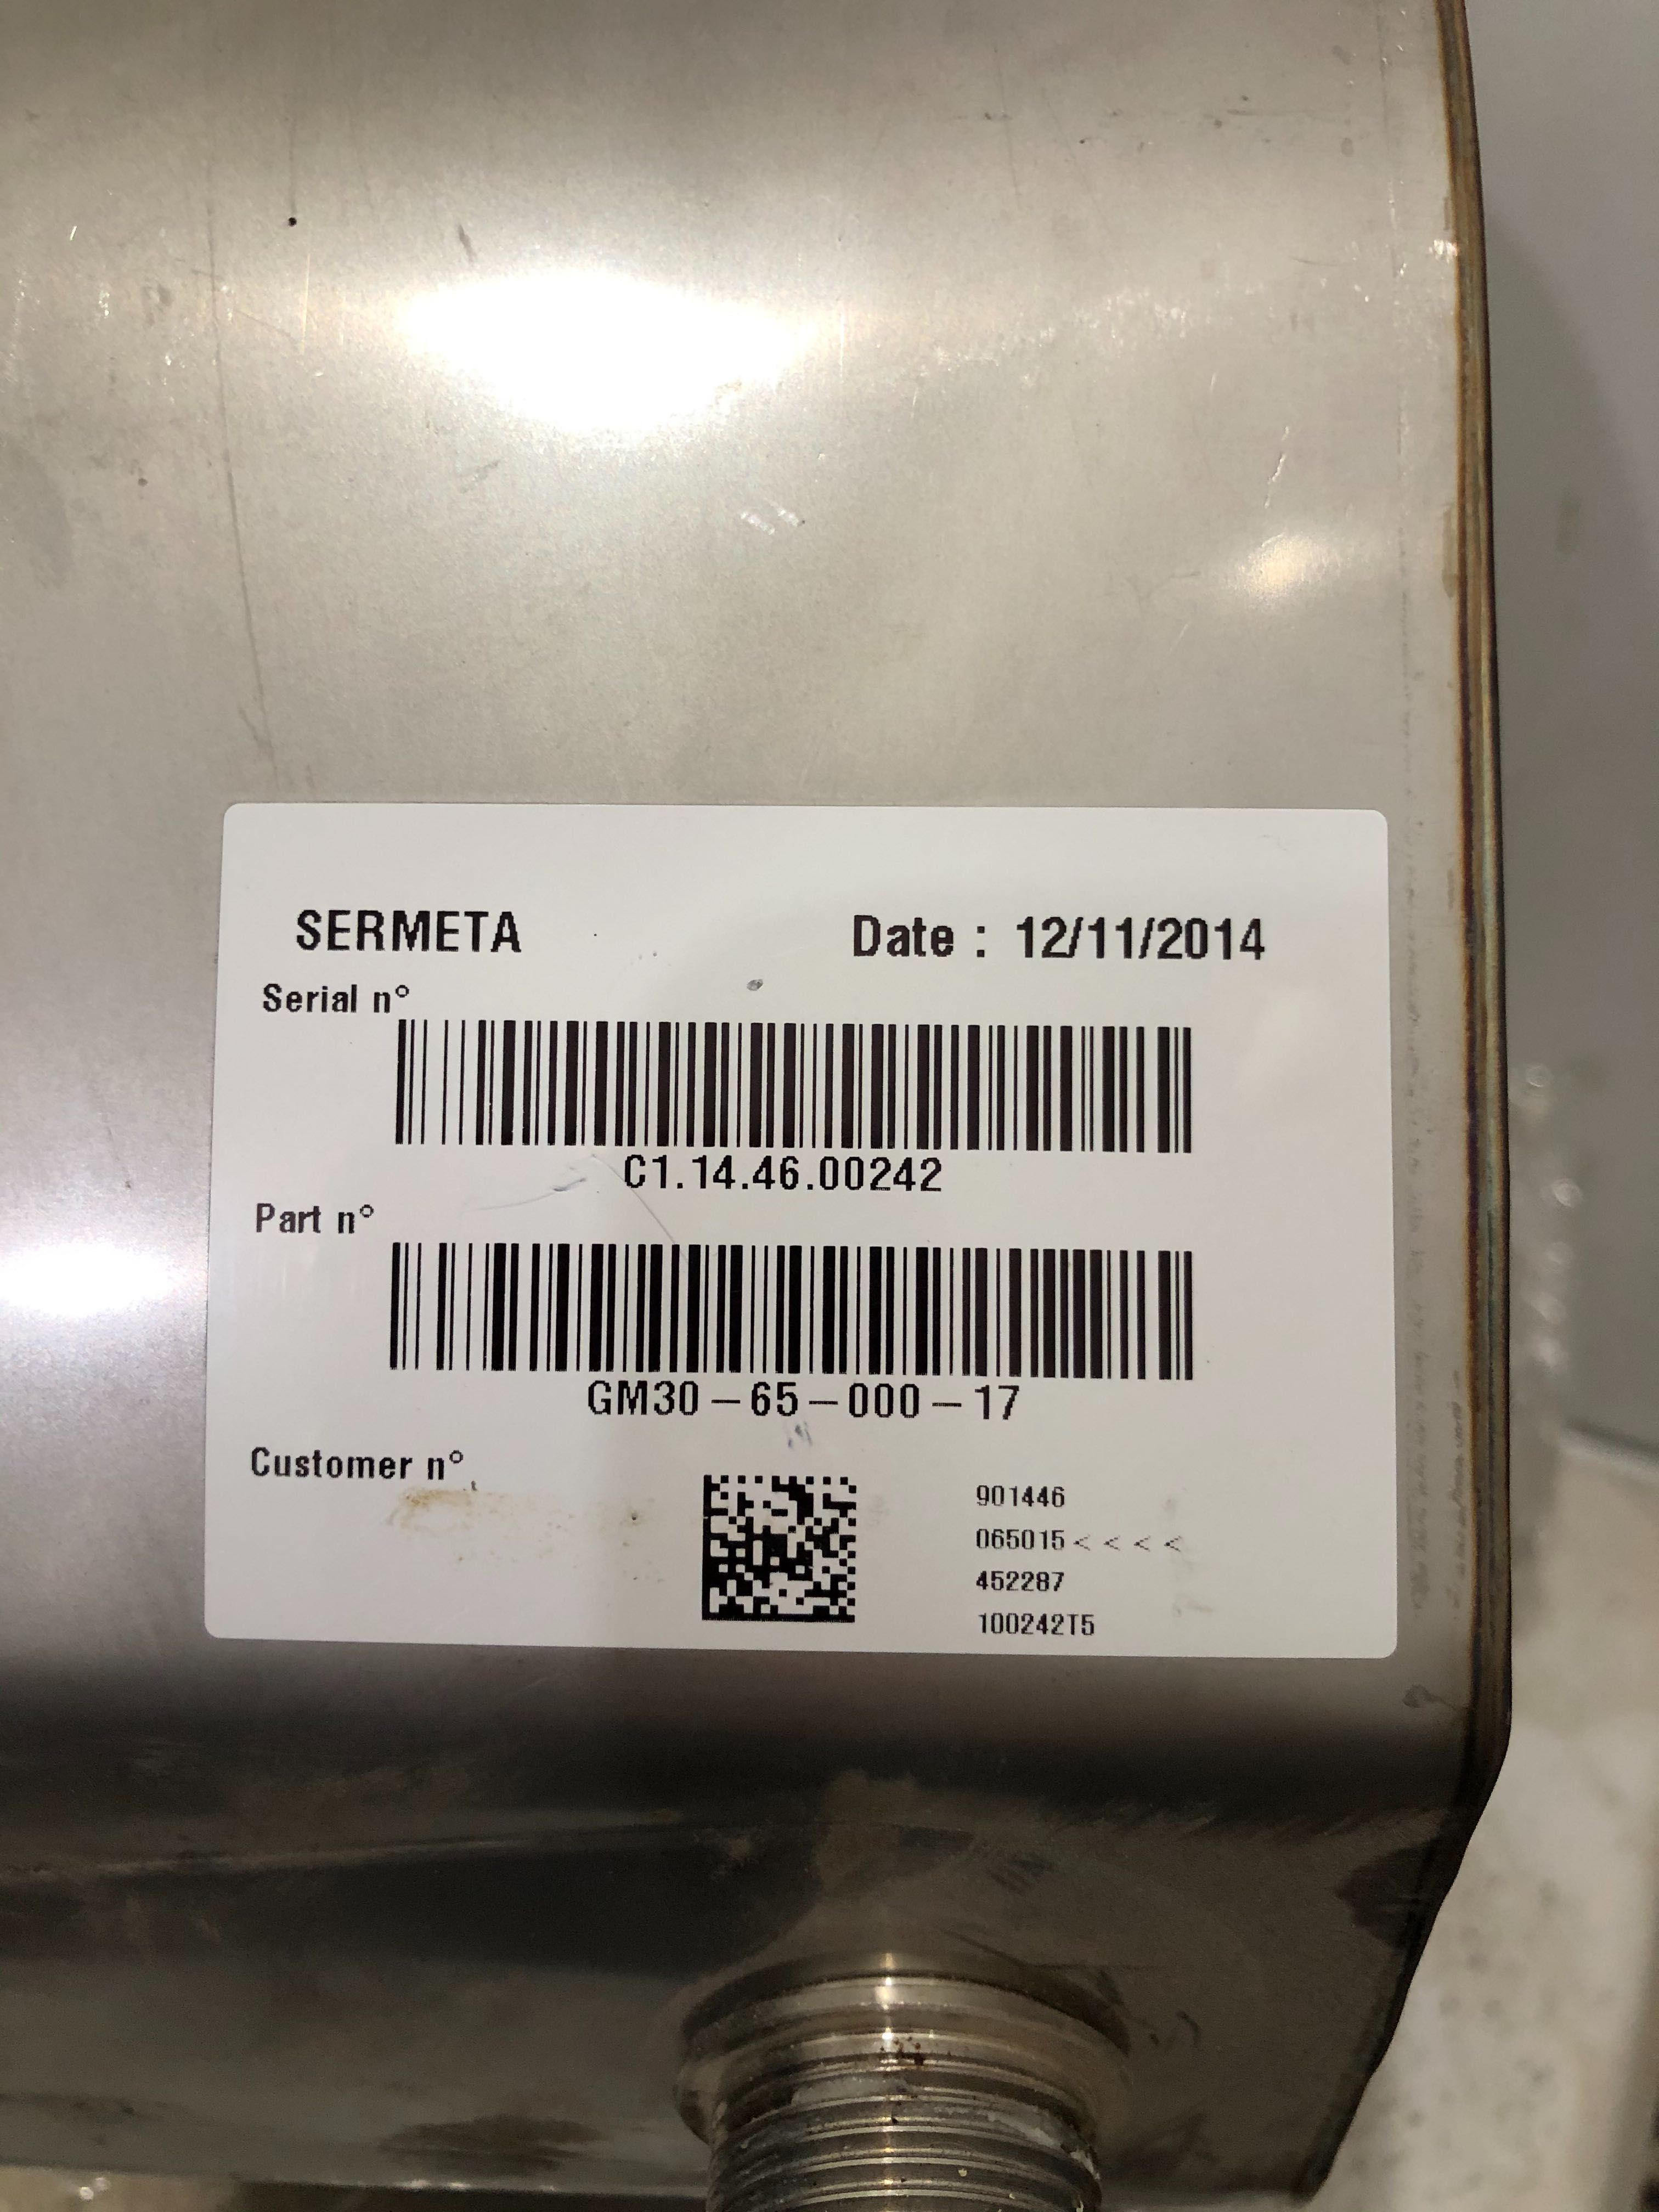 SERMETA Date : 12/11/2014
Serial n°
C1.14.46.00242
Part n°
GM30-65-000-17
Customer n°
901446
065015<<<<
452287
100242T5